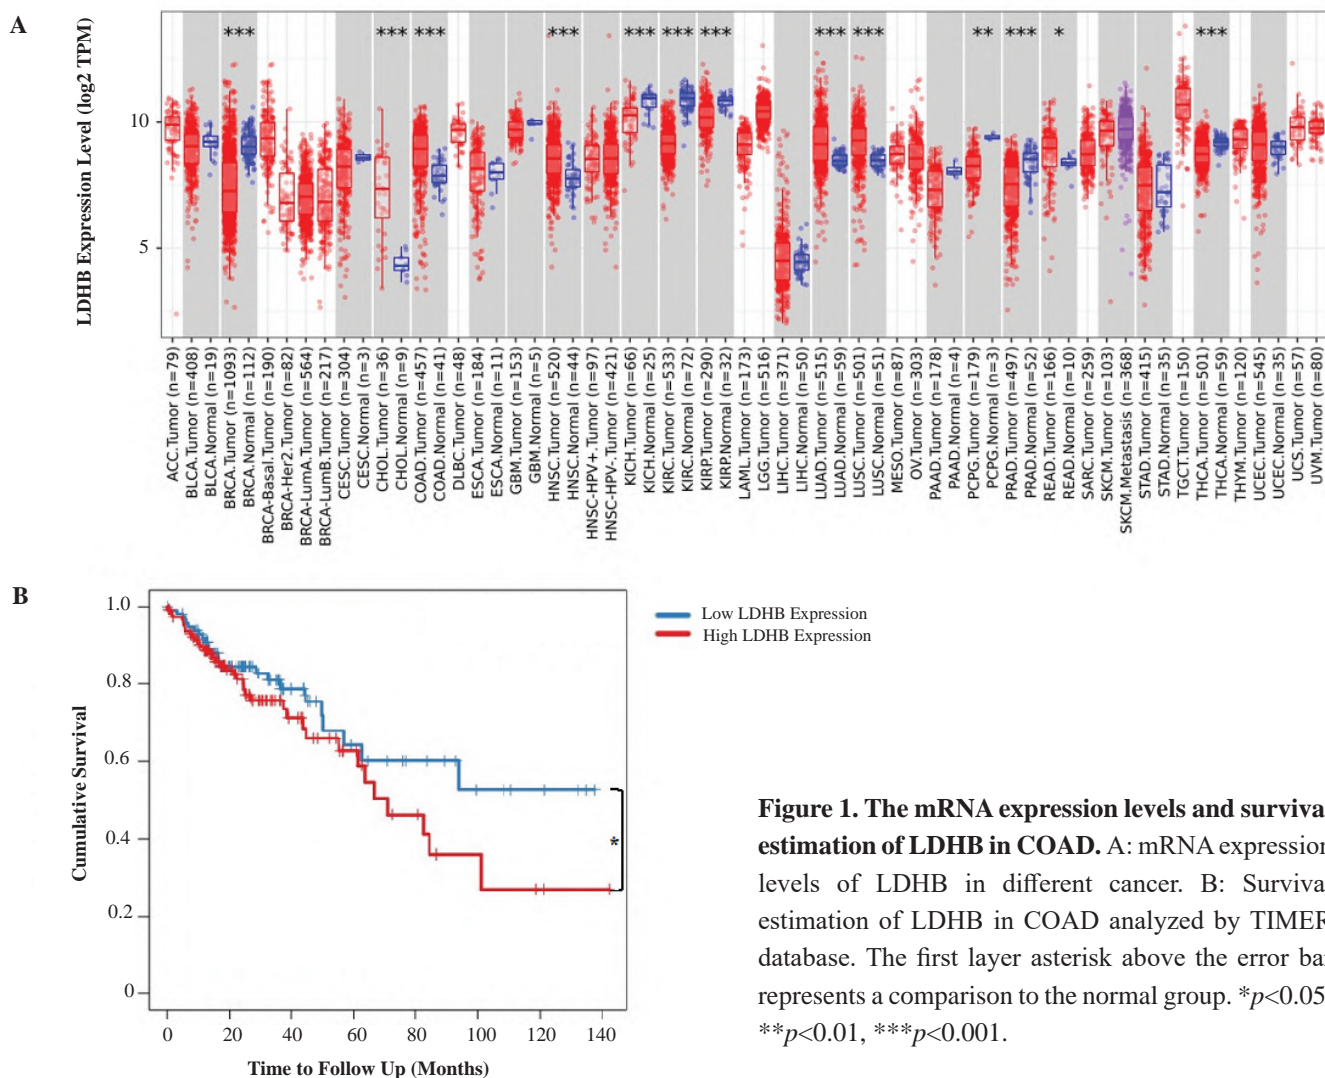 A
LDHB Expression Level (log2 TPM)
*** *** *** *** *** *** *** *** *** ** *** * ***
10
5
ACC.Tumor (n=79)
BLCA.Tumor (n=408)
BLCA.Normal (n=19)
BRCA.Tumor (n=1093)
BRCA.Normal (n=112)
BRCA-Basal.Tumor (n=190)
BRCA-Her2.Tumor (n=82)
BRCA-LumA.Tumor (n=564)
BRCA-LumB.Tumor (n=217)
CESC.Tumor (n=304)
CESC.Normal (n=3)
CHOL.Tumor (n=36)
CHOL.Normal (n=9)
COAD.Tumor (n=457)
COAD.Normal (n=41)
DLBC.Tumor (n=48)
ESCA.Tumor (n=184)
ESCA.Normal (n=11)
GBM.Tumor (n=153)
GBM.Normal (n=5)
HNSC.Tumor (n=520)
HNSC.Normal (n=44)
HNSC-HPV+.Tumor (n=97)
HNSC-HPV-.Tumor (n=421)
KICH.Tumor (n=66)
KICH.Normal (n=25)
KIRC.Tumor (n=533)
KIRC.Normal (n=72)
KIRP.Tumor (n=290)
KIRP.Normal (n=32)
LAML.Tumor (n=173)
LGG.Tumor (n=516)
LIHC.Tumor (n=371)
LIHC.Normal (n=50)
LUAD.Tumor (n=515)
LUAD.Normal (n=59)
LUSC.Tumor (n=501)
LUSC.Normal (n=51)
MESO.Tumor (n=87)
OV.Tumor (n=303)
PAAD.Tumor (n=178)
PAAD.Normal (n=4)
PCPG.Tumor (n=179)
PCPG.Normal (n=3)
PRAD.Tumor (n=497)
PRAD.Normal (n=52)
READ.Tumor (n=166)
READ.Normal (n=10)
SARC.Tumor (n=259)
SKCM.Tumor (n=103)
SKCM.Metastasis (n=368)
STAD.Tumor (n=415)
STAD.Normal (n=35)
TGCT.Tumor (n=150)
THCA.Tumor (n=501)
THCA.Normal (n=59)
THYM.Tumor (n=120)
UCEC.Tumor (n=545)
UCEC.Normal (n=35)
UCS.Tumor (n=57)
UVM.Tumor (n=80)
B
Cumulative Survival
1.0
0.8
0.6
0.4
0.2
0
0 20 40 60 80 100 120 140
Time to Follow Up (Months)
Low LDHB Expression
High LDHB Expression
*
Figure 1. The mRNA expression levels and surviva
estimation of LDHB in COAD. A: mRNA expression
levels of LDHB in different cancer. B: Surviva
estimation of LDHB in COAD analyzed by TIMER
database. The first layer asterisk above the error bar
represents a comparison to the normal group. *p<0.05
**p<0.01, ***p<0.001.